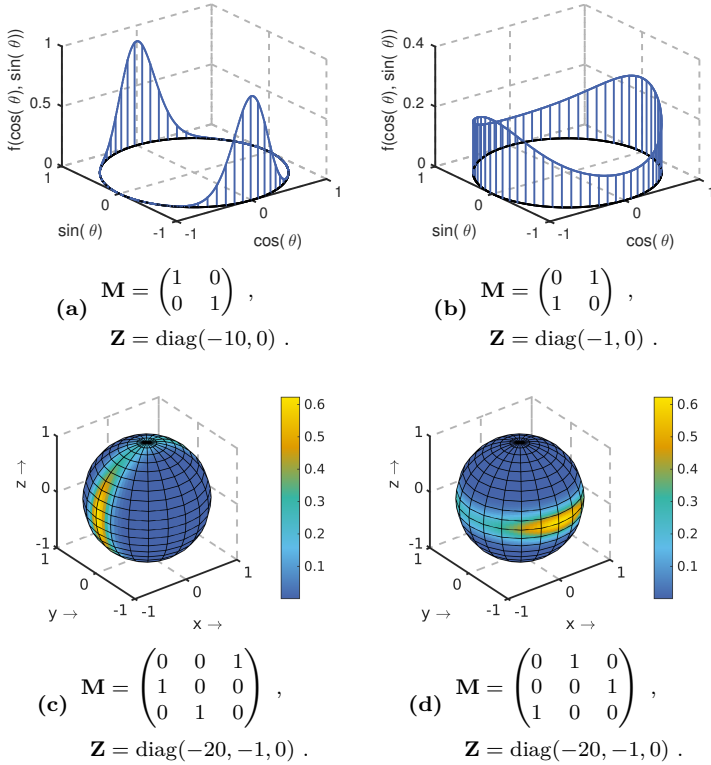 f(cos( θ), sin( θ))
1
0.5
0
1
0
-1
-1
0
1
sin( θ)
cos( θ)
(a) M = (1 0
0 1) ,
Z = diag(−10, 0) .
f(cos( θ), sin( θ))
0.4
0.2
0
1
0
-1
-1
0
1
sin( θ)
cos( θ)
(b) M = (0 1
1 0) ,
Z = diag(−1, 0) .
z →
1
0
-1
1
0
-1
-1
0
1
y →
x →
0.6
0.5
0.4
0.3
0.2
0.1
(c) M = (0 0 1
1 0 0
0 1 0) ,
Z = diag(−20, −1, 0) .
z →
1
0
-1
1
0
-1
-1
0
1
y →
x →
0.6
0.5
0.4
0.3
0.2
0.1
(d) M = (0 1 0
0 0 1
1 0 0) ,
Z = diag(−20, −1, 0) .